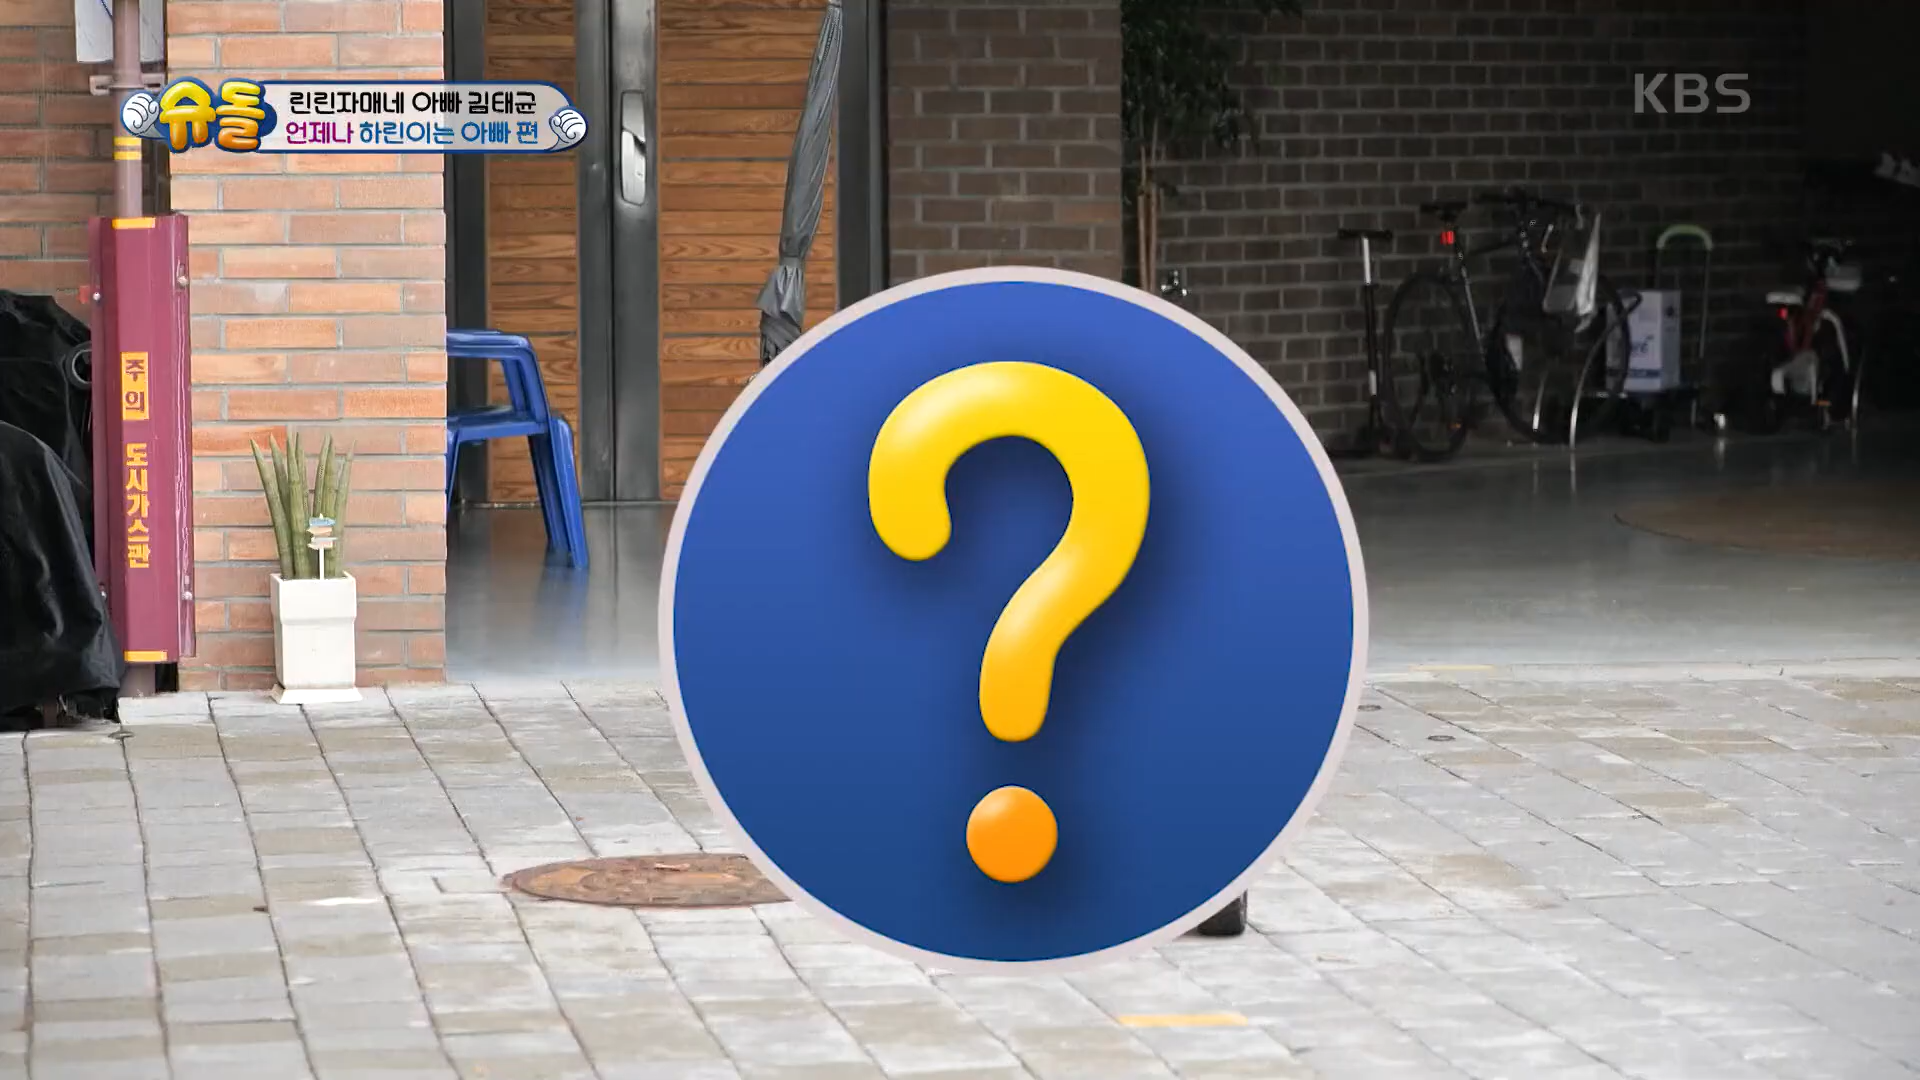 슈돌
린린자매네 아빠 김태균
언제나 하린이는 아빠 편
KBS
주의 도시가스관
?